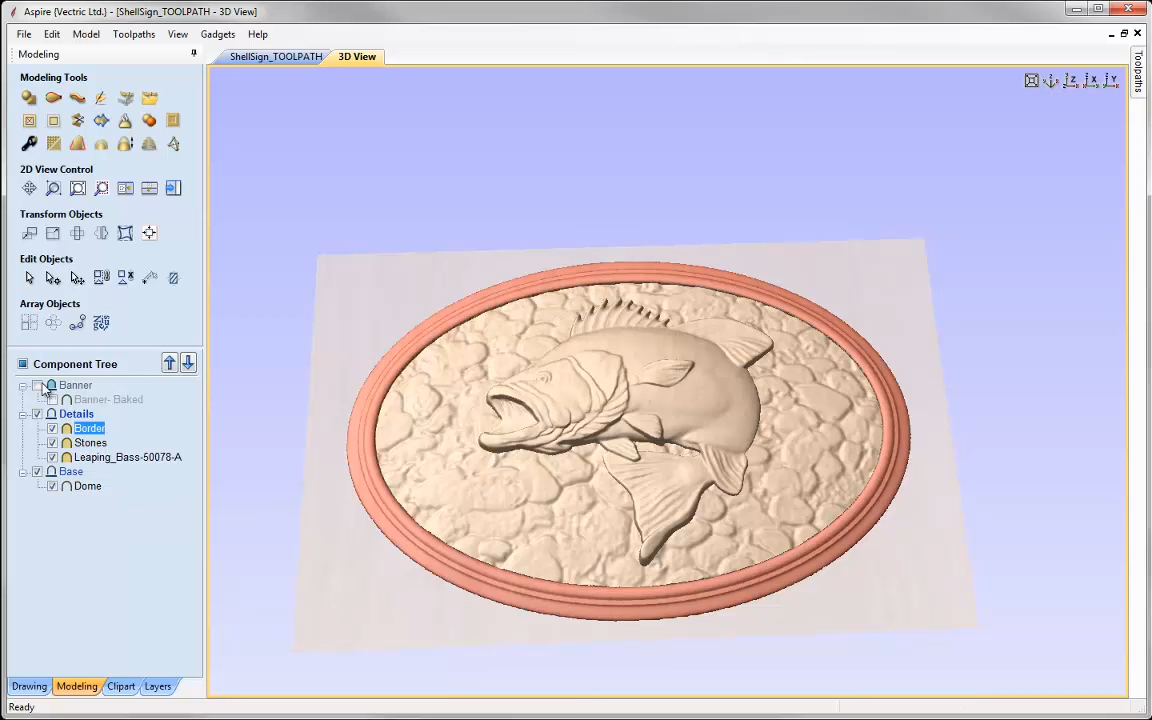 Aspire {Vectric Ltd.} - [ShellSign_TOOLPATH - 3D View]
File Edit Model Toolpaths View Gadgets Help
Modeling
ShellSign_TOOLPATH 3D View
Toolpaths
Modeling Tools
2D View Control
Transform Objects
Edit Objects
Array Objects
Component Tree
Banner
Banner- Baked
Details
Border
Stones
Leaping_Bass-50078-A
Base
Dome
Drawing Modeling Clipart Layers
Ready